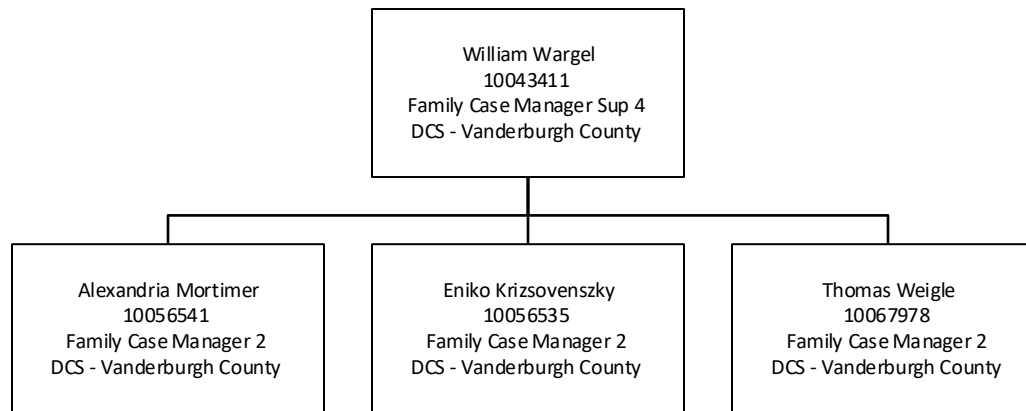 William Wargel
10043411
Family Case Manager Sup 4
DCS - Vanderburgh County
Alexandria Mortimer
10056541
Family Case Manager 2
DCS - Vanderburgh County
Eniko Krizsovenszky
10056535
Family Case Manager 2
DCS - Vanderburgh County
Thomas Weigle
10067978
Family Case Manager 2
DCS - Vanderburgh County